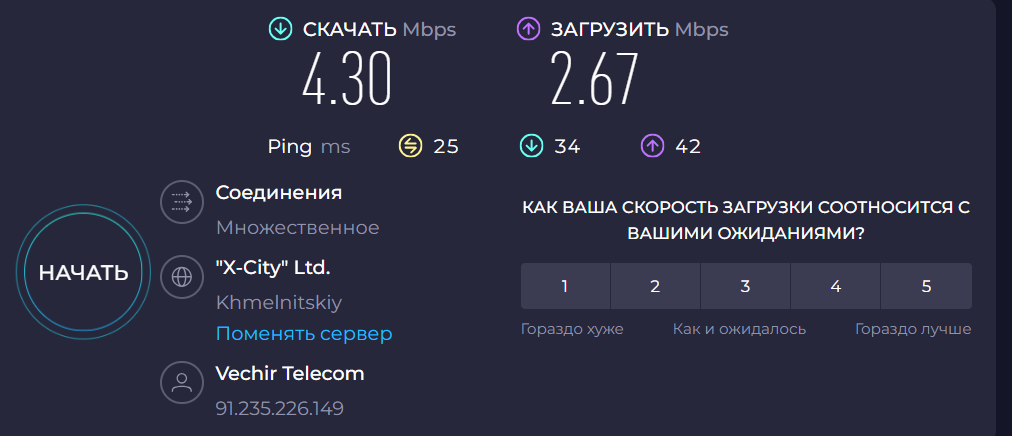 СКАЧАТЬ Mbps
4.30
ЗАГРУЗИТЬ Mbps
2.67
Ping ms 25 34 42
НАЧАТЬ
Соединения
Множественное
"X-City" Ltd.
Khmelnitskiy
Поменять сервер
Vechir Telecom
91.235.226.149
КАК ВАША СКОРОСТЬ ЗАГРУЗКИ СООТНОСИТСЯ С
ВАШИМИ ОЖИДАНИЯМИ?
1 2 3 4 5
Гораздо хуже Как и ожидалось Гораздо лучше